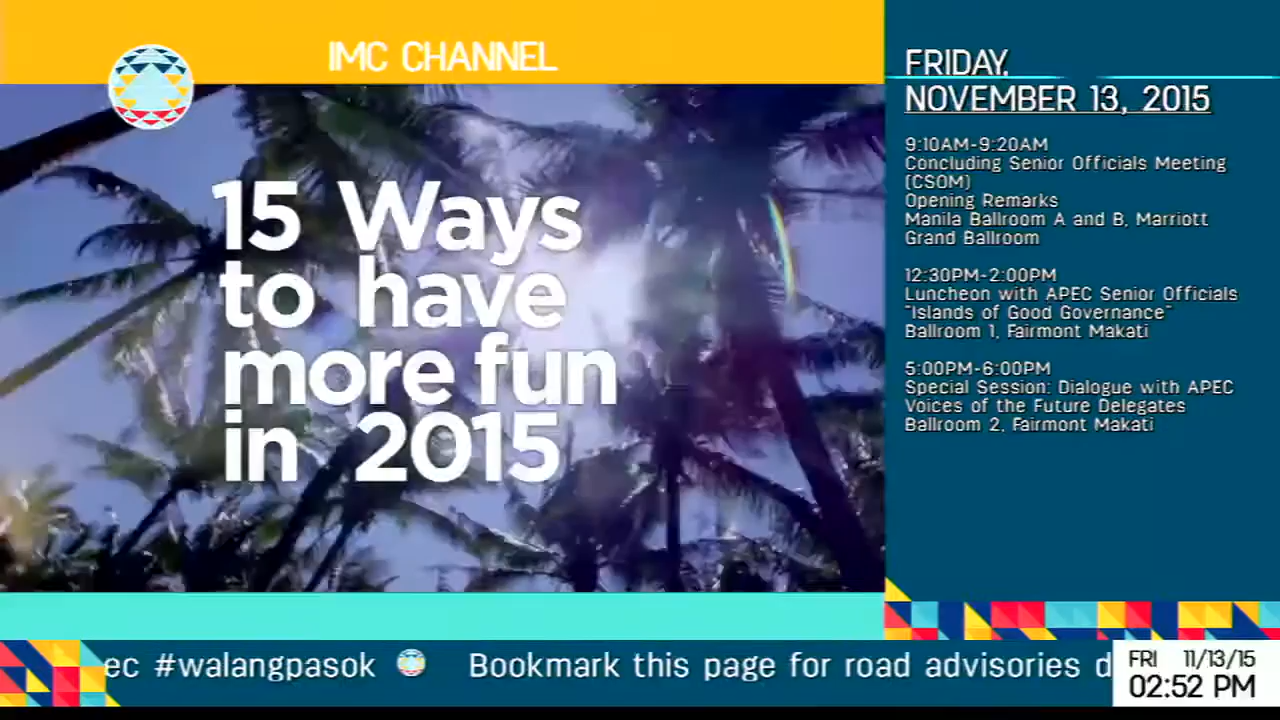 IMC CHANNEL
15 Ways
to have
more fun
in 2015
FRIDAY,
NOVEMBER 13, 2015
9:10AM-9:20AM
Concluding Senior Officials Meeting
(CSOM)
Opening Remarks
Manila Ballroom A and B, Marriott
Grand Ballroom
12:30PM-2:00PM
Luncheon with APEC Senior Officials
"Islands of Good Governance"
Ballroom 1, Fairmont Makati
5:00PM-6:00PM
Special Session: Dialogue with APEC
Voices of the Future Delegates
Ballroom 2, Fairmont Makati
ec #walangpasok Bookmark this page for road advisories d
FRI 11/13/15
02:52 PM